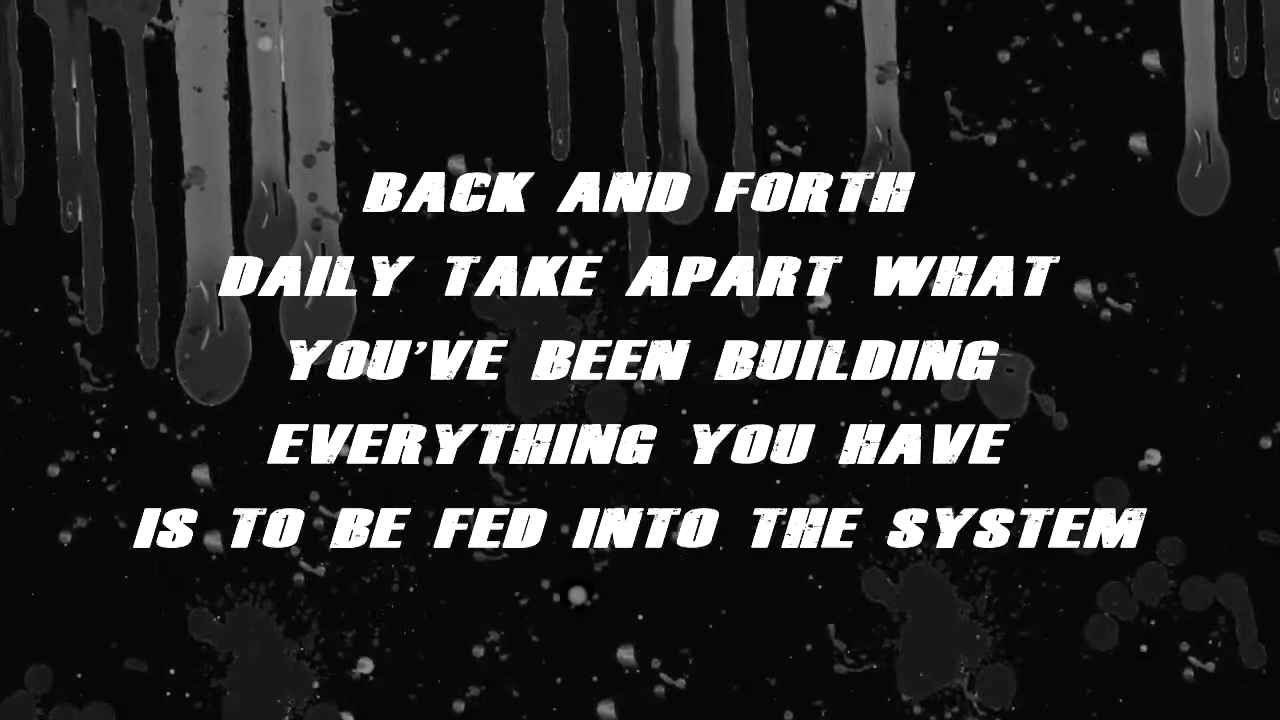 BACK AND FORTH
DAILY TAKE APART WHAT
YOU'VE BEEN BUILDING
EVERYTHING YOU HAVE
IS TO BE FED INTO THE SYSTEM